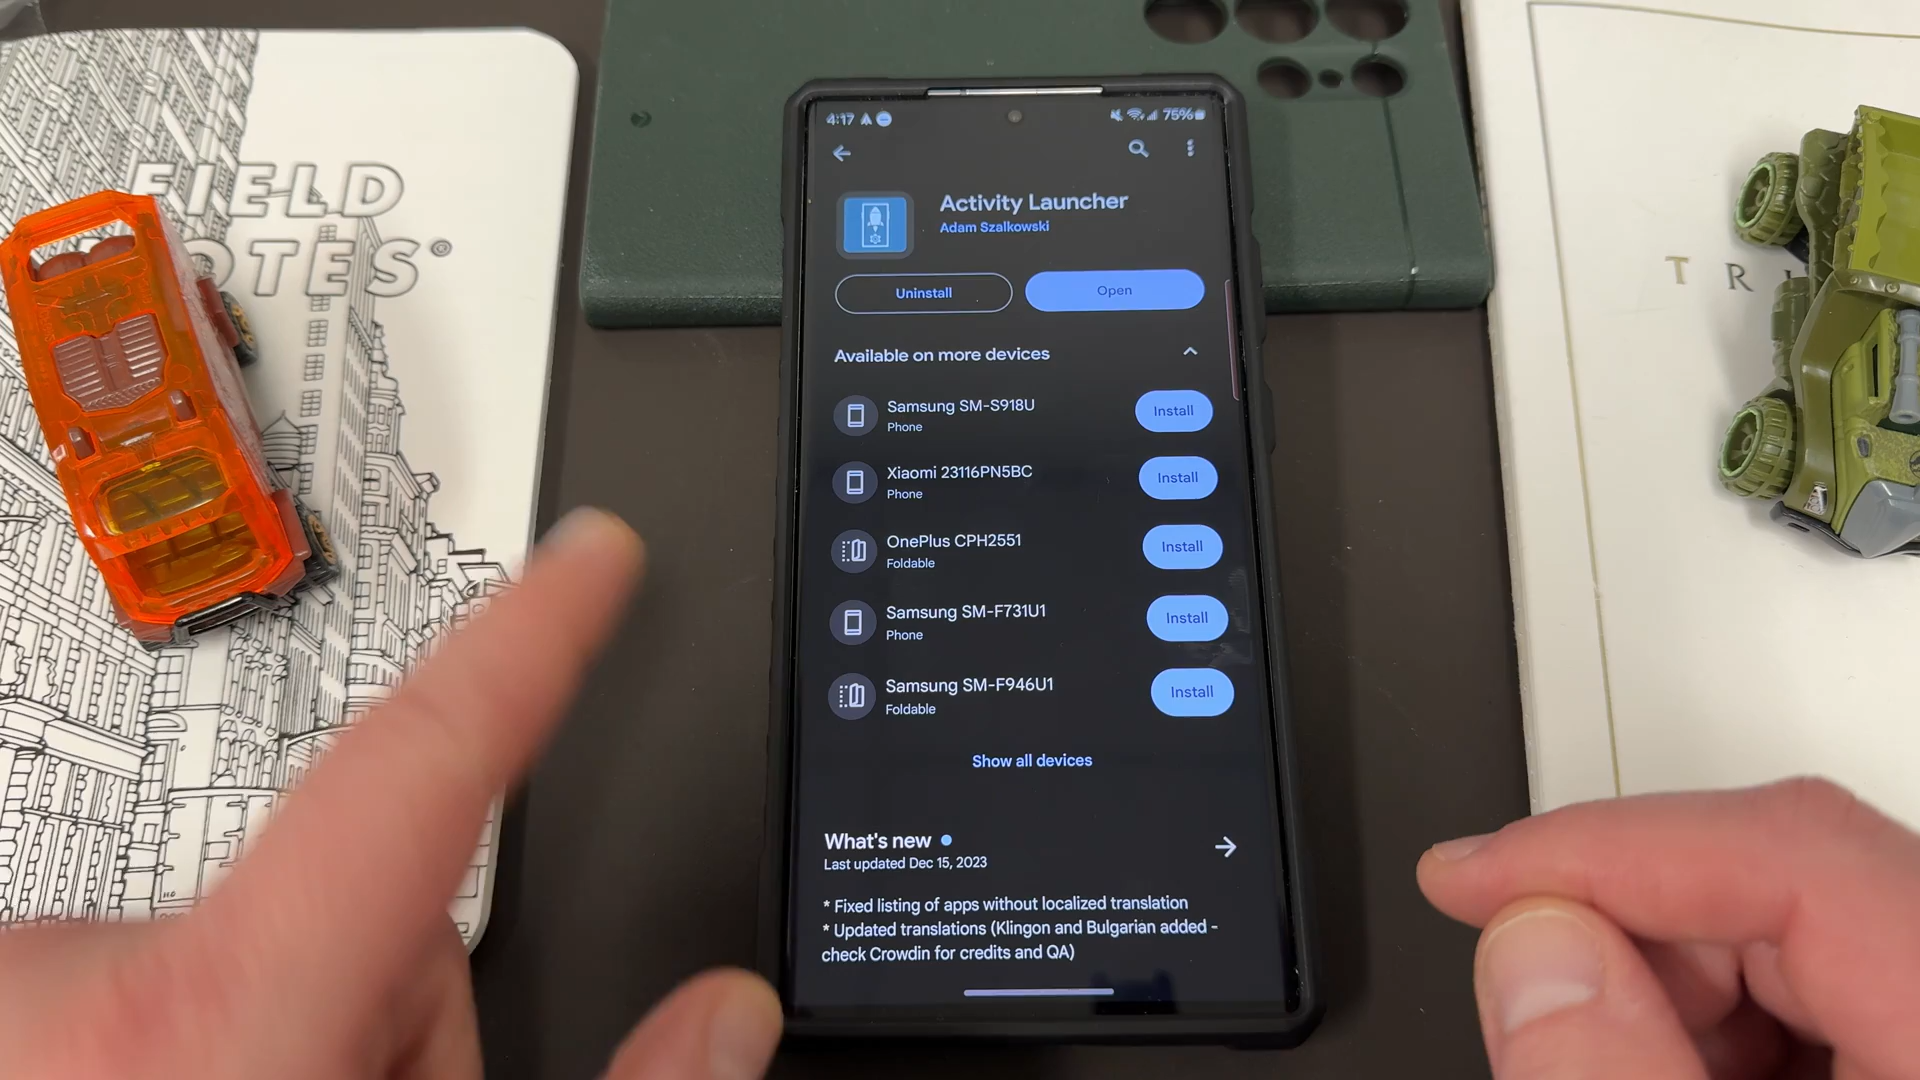 FIELD
NOTES®
4:17
75%
Activity Launcher
Adam Szalkowski
Uninstall
Open
Available on more devices
Samsung SM-S918U
Phone
Install
Xiaomi 23116PN5BC
Phone
Install
OnePlus CPH2551
Foldable
Install
Samsung SM-F731U1
Phone
Install
Samsung SM-F946U1
Foldable
Install
Show all devices
What's new
Last updated Dec 15, 2023
* Fixed listing of apps without localized translation
* Updated translations (Klingon and Bulgarian added -
check Crowdin for credits and QA)